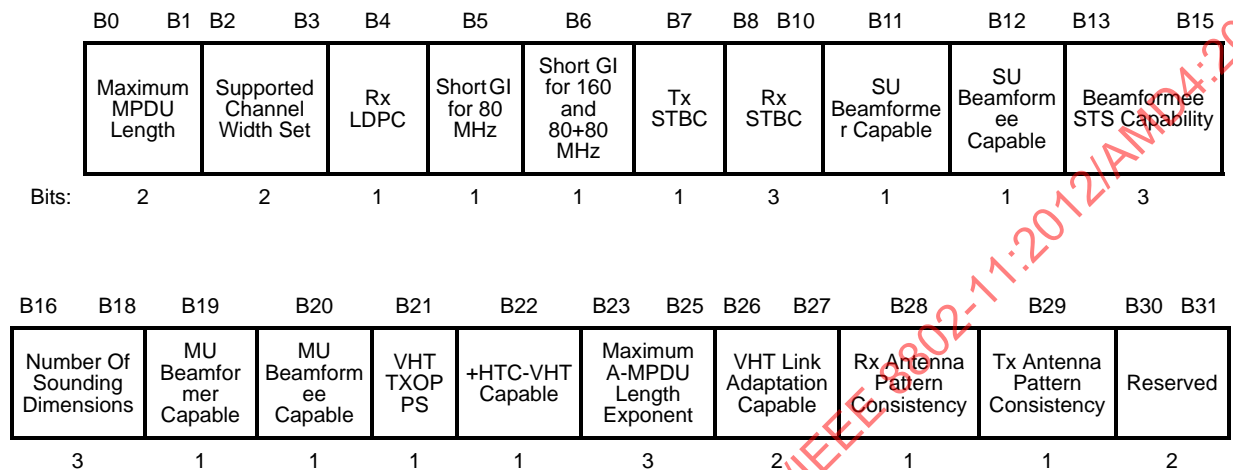 B0 B1 B2 B3 B4 B5 B6 B7 B8 B10 B11 B12 B13 B15
Maximum
MPDU
Length
Supported
Channel
Width Set
Rx
LDPC
Short GI
for 80
MHz
Short GI
for 160
and
80+80
MHz
Tx
STBC
Rx
STBC
SU
Beamforme
r Capable
SU
Beamform
ee
Capable
Beamformee
STS Capability
Bits: 2 2 1 1 1 1 3 1 1 3
B16 B18 B19 B20 B21 B22 B23 B25 B26 B27 B28 B29 B30 B31
Number Of
Sounding
Dimensions
MU
Beamfor
mer
Capable
MU
Beamform
ee
Capable
VHT
TXOP
PS
+HTC-VHT
Capable
Maximum
A-MPDU
Length
Exponent
VHT Link
Adaptation
Capable
Rx Antenna
Pattern
Consistency
Tx Antenna
Pattern
Consistency
Reserved
3 1 1 1 1 3 2 1 1 2
/IEEE 8802-11:2012/AMD4:20